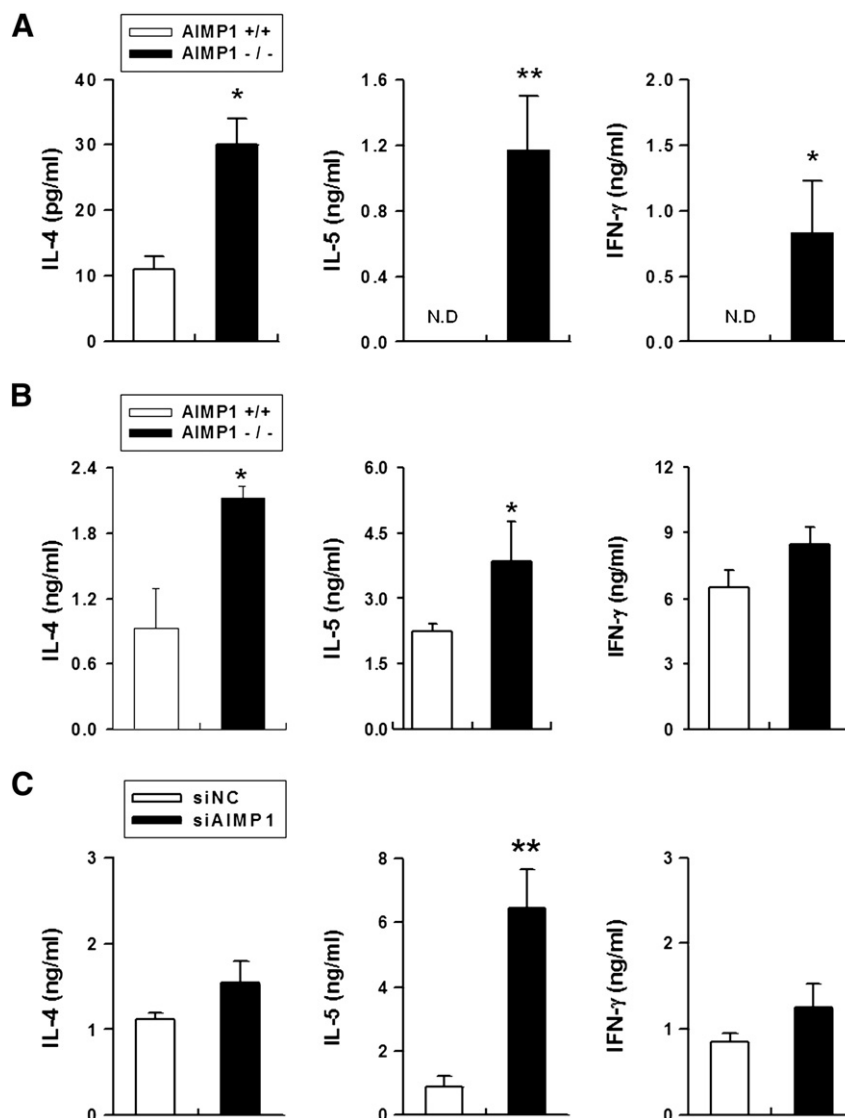 A
AIMP1 +/+
AIMP1 - / -
IL-4 (pg/ml)
40
30
20
10
0
*
IL-5 (ng/ml)
1.6
1.2
0.8
0.4
0.0
N.D
**
IFN-γ (ng/ml)
2.0
1.5
1.0
0.5
0.0
N.D
*
B
AIMP1 +/+
AIMP1 - / -
IL-4 (ng/ml)
2.4
1.8
1.2
0.6
0.0
*
IL-5 (ng/ml)
6.0
4.5
3.0
1.5
0.0
*
IFN-γ (ng/ml)
12
9
6
3
0
C
siNC
siAIMP1
IL-4 (ng/ml)
3
2
1
0
IL-5 (ng/ml)
8
6
4
2
0
**
IFN-γ (ng/ml)
3
2
1
0